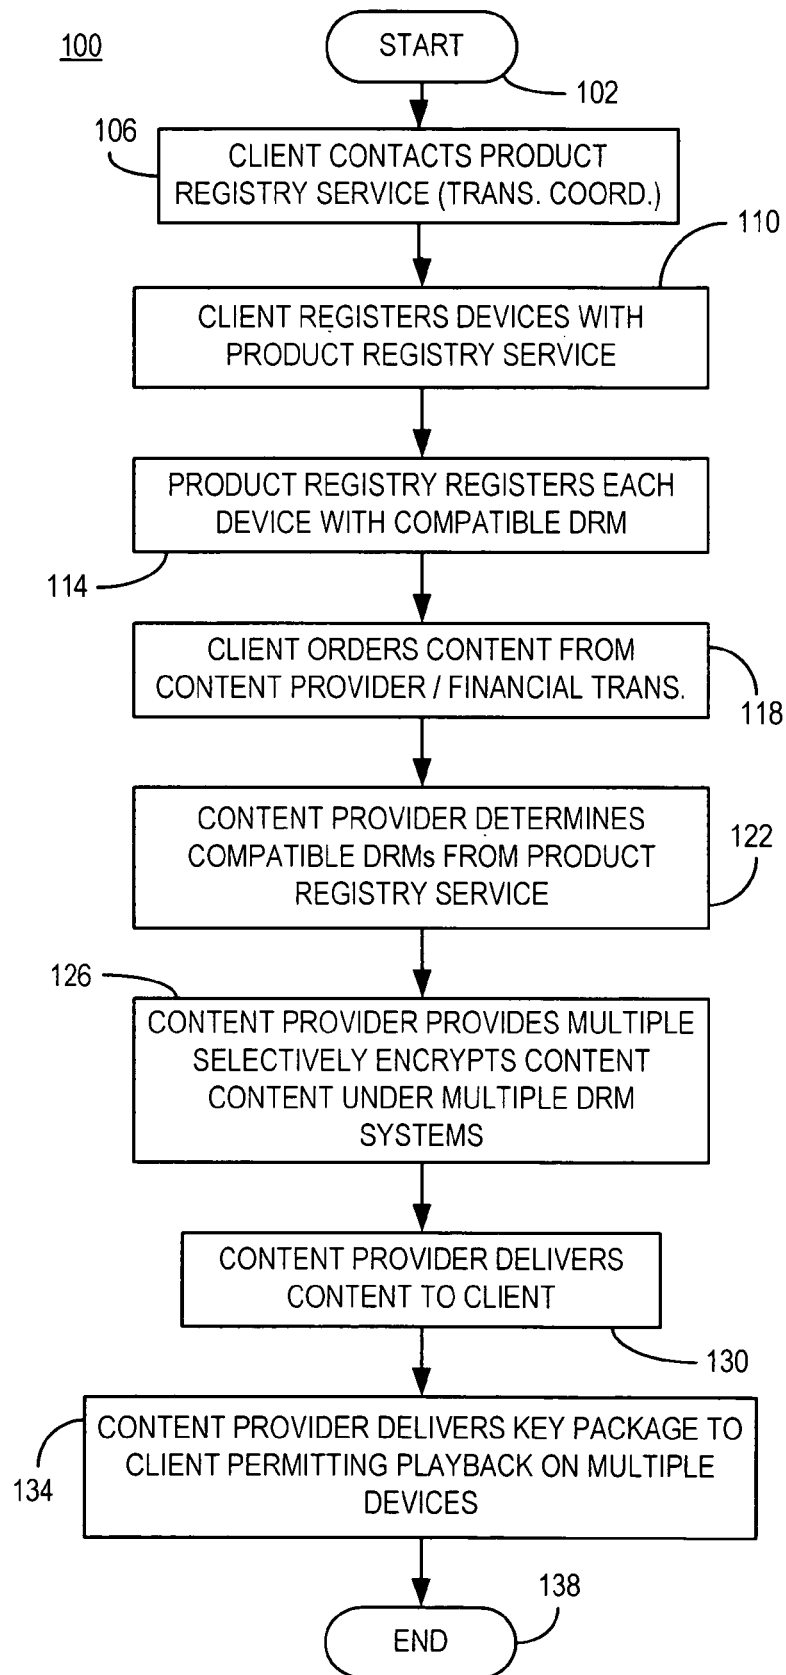 100
START
102
106
CLIENT CONTACTS PRODUCT
REGISTRY SERVICE (TRANS. COORD.)
110
CLIENT REGISTERS DEVICES WITH
PRODUCT REGISTRY SERVICE
PRODUCT REGISTRY REGISTERS EACH
DEVICE WITH COMPATIBLE DRM
114
CLIENT ORDERS CONTENT FROM
CONTENT PROVIDER / FINANCIAL TRANS.
118
CONTENT PROVIDER DETERMINES
COMPATIBLE DRMs FROM PRODUCT
REGISTRY SERVICE
122
126
CONTENT PROVIDER PROVIDES MULTIPLE
SELECTIVELY ENCRYPTS CONTENT
CONTENT UNDER MULTIPLE DRM
SYSTEMS
CONTENT PROVIDER DELIVERS
CONTENT TO CLIENT
130
CONTENT PROVIDER DELIVERS KEY PACKAGE TO
CLIENT PERMITTING PLAYBACK ON MULTIPLE
DEVICES
134
138
END